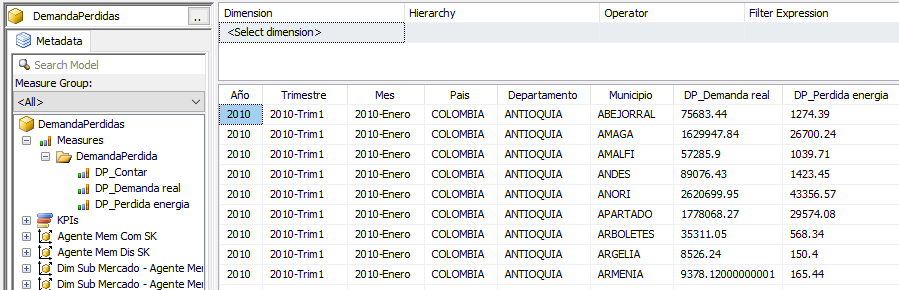 DemandaPerdidas ..
Metadata
Search Model
Measure Group:
<All>
DemandaPerdidas
Measures
DemandaPerdida
DP_Contar
DP_Demanda real
DP_Perdida energia
KPIs
Agente Mem Com SK
Agente Mem Dis SK
Dim Sub Mercado - Agente Mer
Dim Sub Mercado - Agente Mer
Dimension Hierarchy Operator Filter Expression
<Select dimension>
Año Trimestre Mes Pais Departamento Municipio DP_Demanda real DP_Perdida energia
2010 2010-Trim1 2010-Enero COLOMBIA ANTIOQUIA ABEJORRAL 75683.44 1274.39
2010 2010-Trim1 2010-Enero COLOMBIA ANTIOQUIA AMAGA 1629947.84 26700.24
2010 2010-Trim1 2010-Enero COLOMBIA ANTIOQUIA AMALFI 57285.9 1039.71
2010 2010-Trim1 2010-Enero COLOMBIA ANTIOQUIA ANDES 89076.43 1423.45
2010 2010-Trim1 2010-Enero COLOMBIA ANTIOQUIA ANORI 2620699.95 43356.57
2010 2010-Trim1 2010-Enero COLOMBIA ANTIOQUIA APARTADO 1778068.27 29574.08
2010 2010-Trim1 2010-Enero COLOMBIA ANTIOQUIA ARBOLETES 35311.05 568.34
2010 2010-Trim1 2010-Enero COLOMBIA ANTIOQUIA ARGELIA 8526.24 150.4
2010 2010-Trim1 2010-Enero COLOMBIA ANTIOQUIA ARMENIA 9378.12000000001 165.44